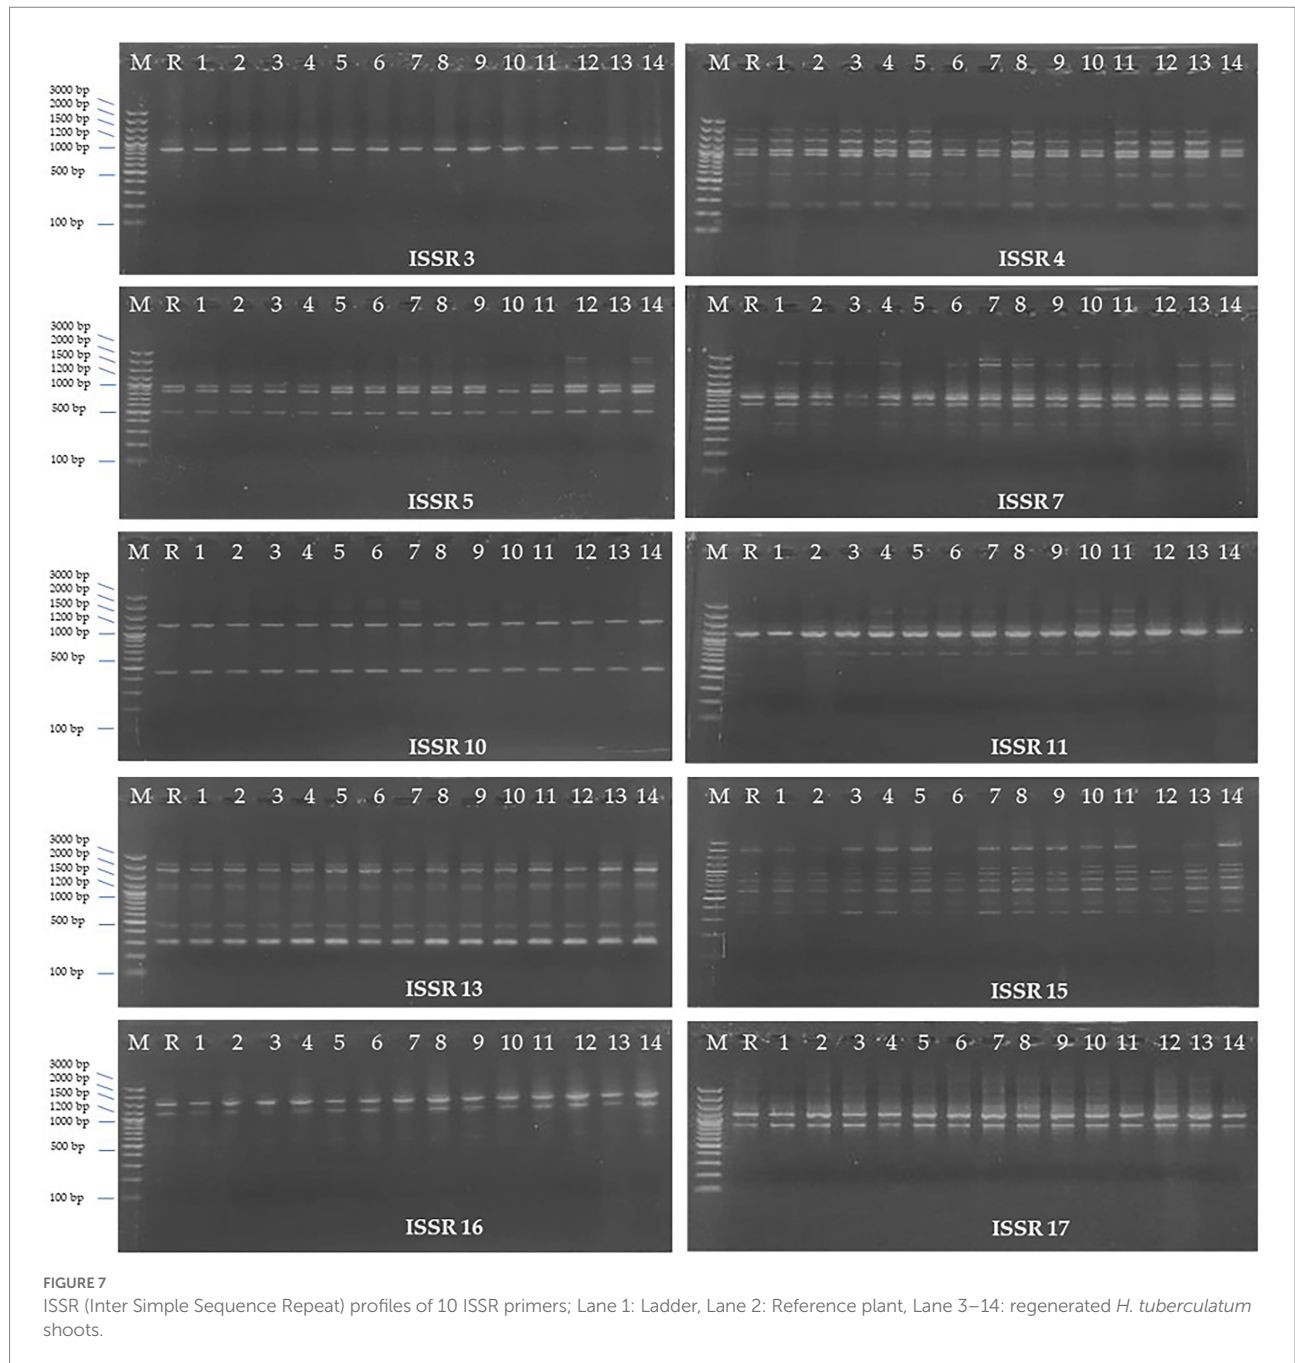 M R 1 2 3 4 5 6 7 8 9 10 11 12 13 14
3000 bp
2000 bp
1500 bp
1200 bp
1000 bp
500 bp
100 bp
ISSR 3
M R 1 2 3 4 5 6 7 8 9 10 11 12 13 14
ISSR 4
M R 1 2 3 4 5 6 7 8 9 10 11 12 13 14
3000 bp
2000 bp
1500 bp
1200 bp
1000 bp
500 bp
100 bp
ISSR 5
M R 1 2 3 4 5 6 7 8 9 10 11 12 13 14
ISSR 7
M R 1 2 3 4 5 6 7 8 9 10 11 12 13 14
3000 bp
2000 bp
1500 bp
1200 bp
1000 bp
500 bp
100 bp
ISSR 10
M R 1 2 3 4 5 6 7 8 9 10 11 12 13 14
ISSR 11
M R 1 2 3 4 5 6 7 8 9 10 11 12 13 14
3000 bp
2000 bp
1500 bp
1200 bp
1000 bp
500 bp
100 bp
ISSR 13
M R 1 2 3 4 5 6 7 8 9 10 11 12 13 14
ISSR 15
M R 1 2 3 4 5 6 7 8 9 10 11 12 13 14
3000 bp
2000 bp
1500 bp
1200 bp
1000 bp
500 bp
100 bp
ISSR 16
M R 1 2 3 4 5 6 7 8 9 10 11 12 13 14
ISSR 17
FIGURE 7
ISSR (Inter Simple Sequence Repeat) profiles of 10 ISSR primers; Lane 1: Ladder, Lane 2: Reference plant, Lane 3–14: regenerated H. tuberculatum
shoots.